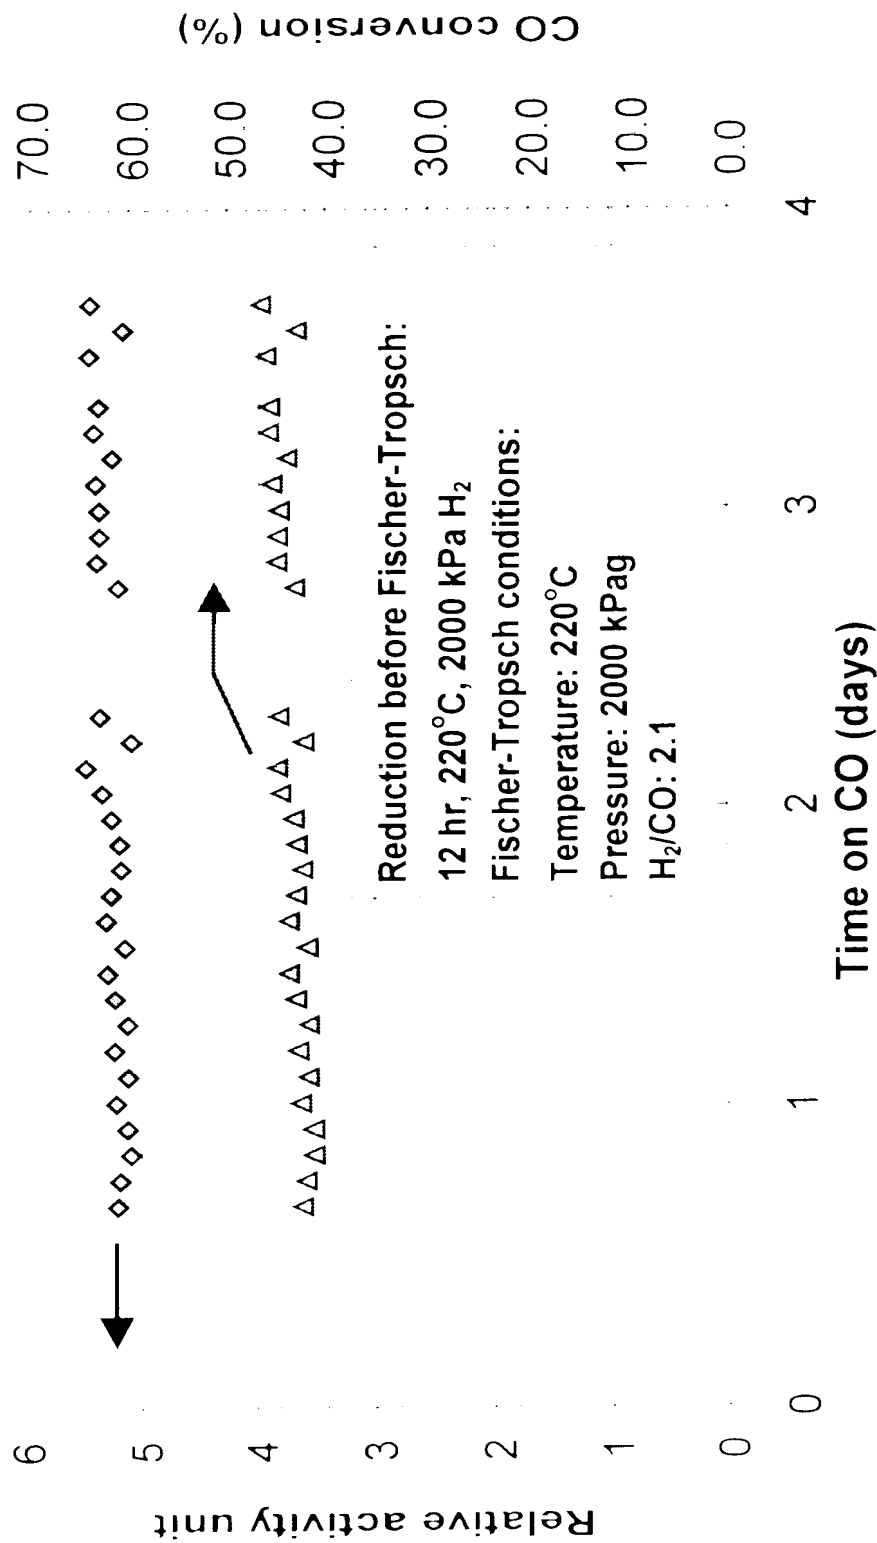 Relative activity unit
6
5
4
3
2
1
0
CO conversion (%)
70.0
60.0
50.0
40.0
30.0
20.0
10.0
0.0
Reduction before Fischer-Tropsch:
12 hr, 220°C, 2000 kPa H₂
Fischer-Tropsch conditions:
Temperature: 220°C
Pressure: 2000 kPag
H₂/CO: 2.1
0
1
2
3
4
Time on CO (days)